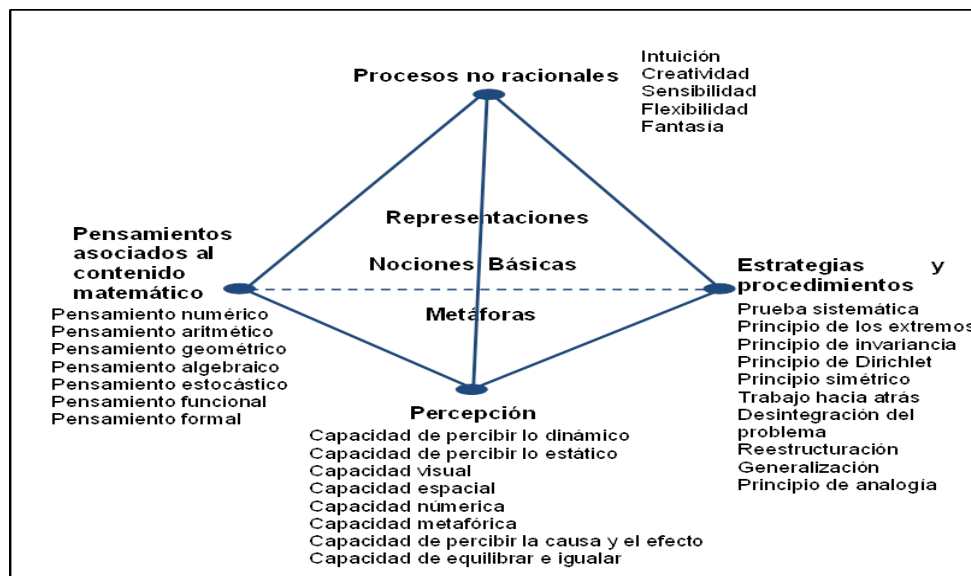 Procesos no racionales
Intuición
Creatividad
Sensibilidad
Flexibilidad
Fantasía
Representaciones
Nociones Básicas
Metáforas
Pensamientos
asociados al
contenido
matemático
Pensamiento numérico
Pensamiento aritmético
Pensamiento geométrico
Pensamiento algebraico
Pensamiento estocástico
Pensamiento funcional
Pensamiento formal
Percepción
Capacidad de percibir lo dinámico
Capacidad de percibir lo estático
Capacidad visual
Capacidad espacial
Capacidad númerica
Capacidad metafórica
Capacidad de percibir la causa y el efecto
Capacidad de equilibrar e igualar
Estrategias y
procedimientos
Prueba sistemática
Principio de los extremos
Principio de invariancia
Principio de Dirichlet
Principio simétrico
Trabajo hacia atrás
Desintegración del
problema
Reestructuración
Generalización
Principio de analogía